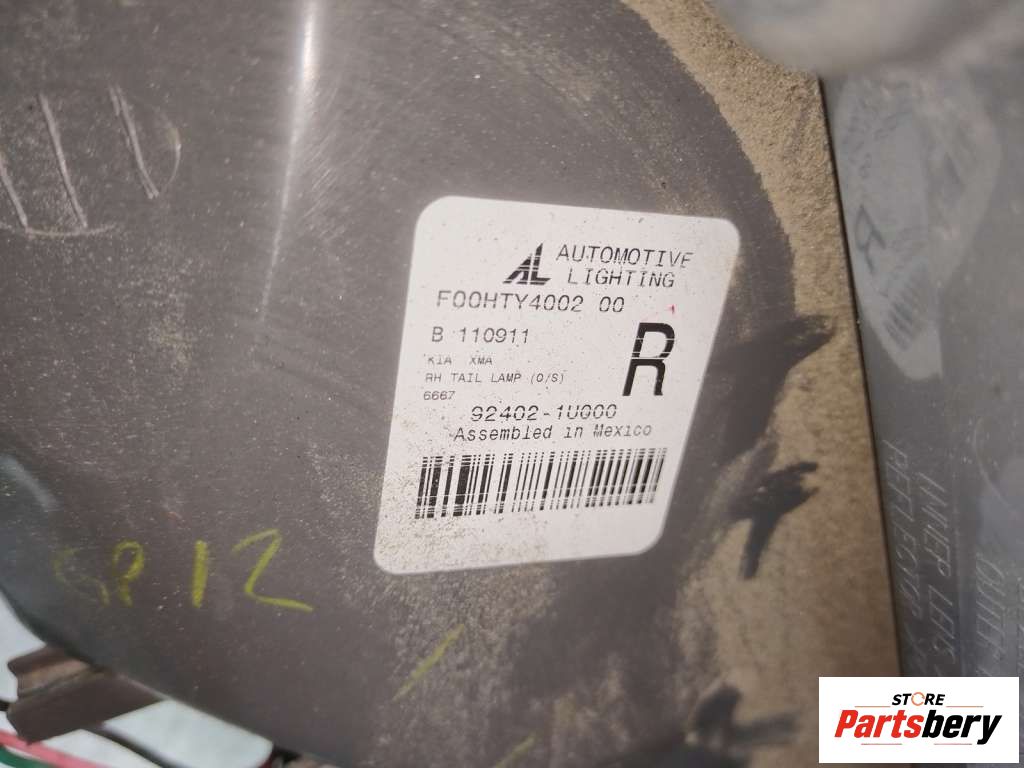 AL AUTOMOTIVE
LIGHTING
F00HTY4002 00
B 110911
KIA XMA
RH TAIL LAMP (O/S)
6667
R
92402-1U000
Assembled in Mexico
12
STORE
Partsbery